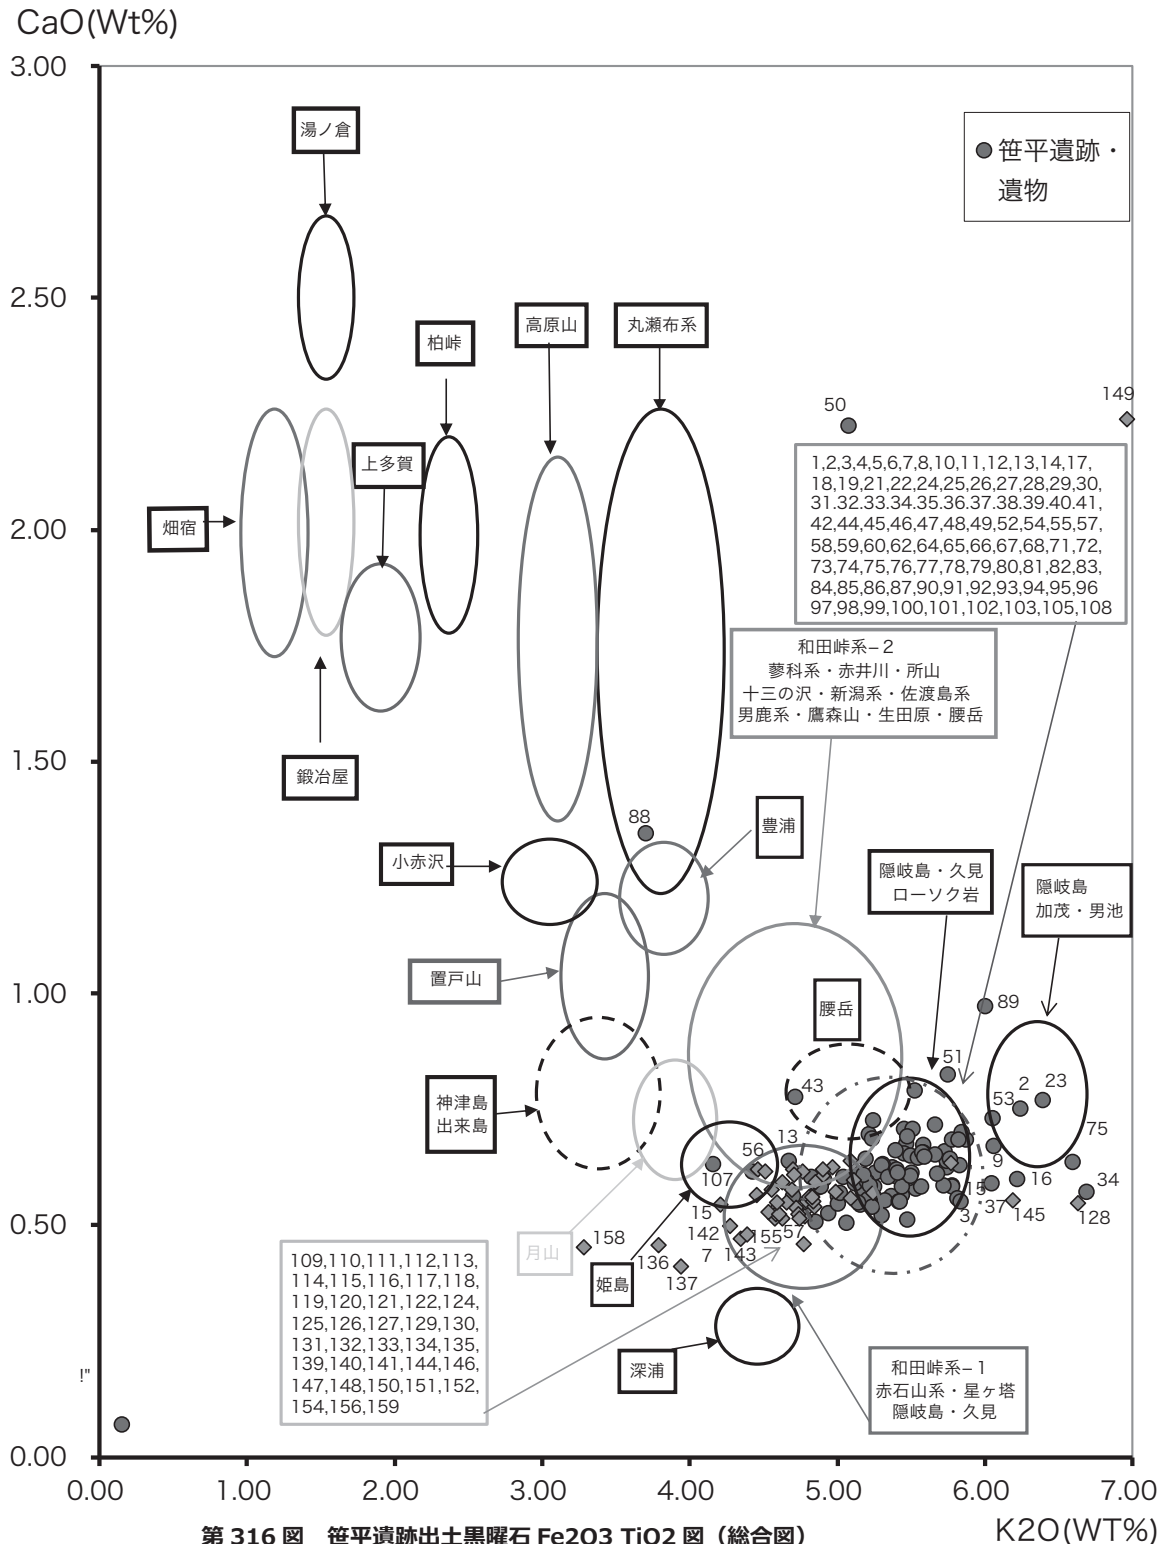 CaO(Wt%)
3.00
湯ノ倉
笹平遺跡・
遺物
2.50
高原山
丸瀬布系
柏峠
149
50
上多賀
1,2,3,4,5,6,7,8,10,11,12,13,14,17,
18,19,21,22,24,25,26,27,28,29,30,
31.32.33.34.35.36.37.38.39.40.41,
42,44,45,46,47,48,49,52,54,55,57,
58,59,60,62,64,65,66,67,68,71,72,
73,74,75,76,77,78,79,80,81,82,83,
84,85,86,87,90,91,92,93,94,95,96
97,98,99,100,101,102,103,105,108
畑宿
2.00
和田峠系−2
蓼科系・赤井川・所山
十三の沢・新潟系・佐渡島系
男鹿系・鷹森山・生田原・腰岳
1.50
鍛冶屋
88
豊浦
小赤沢
隠岐島・久見
ローソク岩
隠岐島
加茂・男池
置戸山
1.00
89
腰岳
51
43
2
23
53
神津島
出来島
75
13
56
9
107
16
34
15
15
37
3
145
128
0.50
142
155
57
158
7
143
136
137
月山
姫島
109,110,111,112,113,
114,115,116,117,118,
119,120,121,122,124,
125,126,127,129,130,
131,132,133,134,135,
139,140,141,144,146,
147,148,150,151,152,
154,156,159
深浦
和田峠系−1
赤石山系・星ヶ塔
隠岐島・久見
!"
0.00
0.00
1.00
2.00
3.00
4.00
5.00
6.00
7.00
K2O(WT%)
第 316 図　笹平遺跡出土黒曜石 Fe2O3 TiO2 図（総合図）